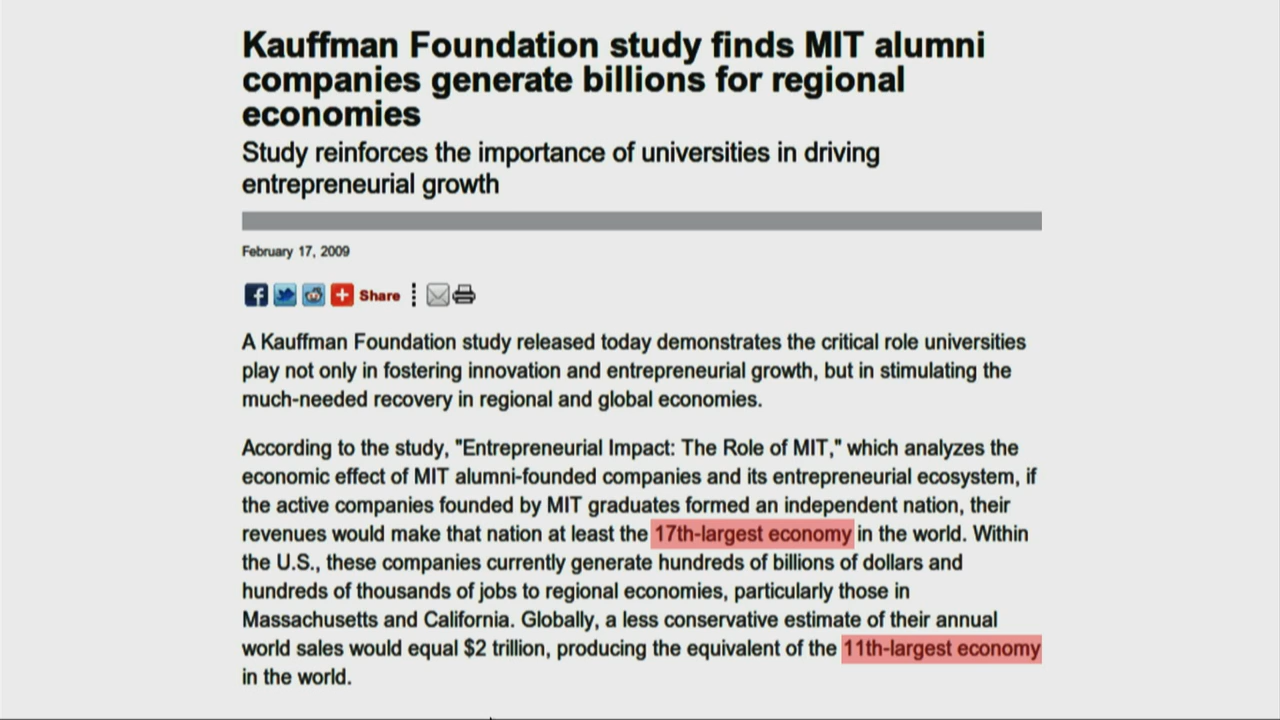 Kauffman Foundation study finds MIT alumni
companies generate billions for regional
economies
Study reinforces the importance of universities in driving
entrepreneurial growth
February 17, 2009
Share
A Kauffman Foundation study released today demonstrates the critical role universities
play not only in fostering innovation and entrepreneurial growth, but in stimulating the
much-needed recovery in regional and global economies.
According to the study, "Entrepreneurial Impact: The Role of MIT," which analyzes the
economic effect of MIT alumni-founded companies and its entrepreneurial ecosystem, if
the active companies founded by MIT graduates formed an independent nation, their
revenues would make that nation at least the 17th-largest economy in the world. Within
the U.S., these companies currently generate hundreds of billions of dollars and
hundreds of thousands of jobs to regional economies, particularly those in
Massachusetts and California. Globally, a less conservative estimate of their annual
world sales would equal $2 trillion, producing the equivalent of the 11th-largest economy
in the world.